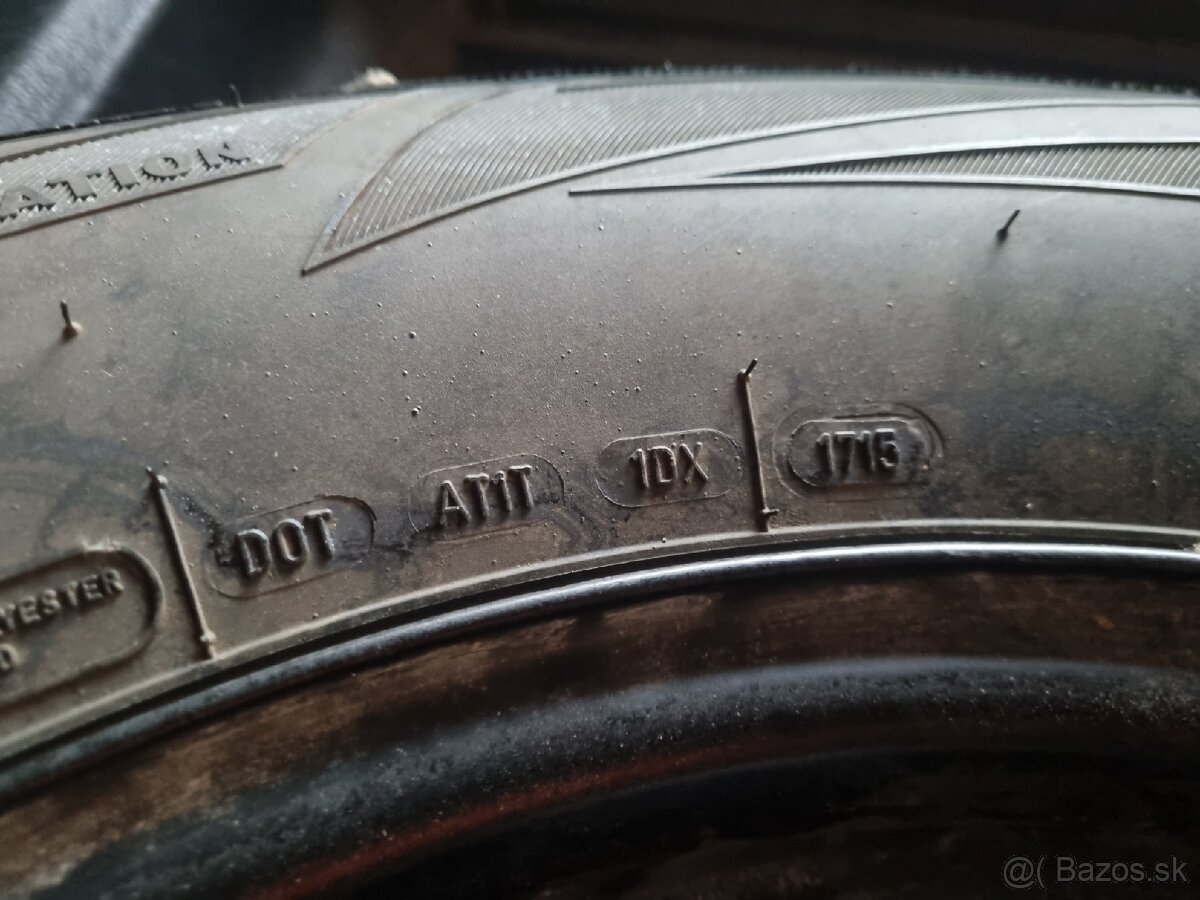 ATION
DOT AT1T 1DX 1715
YESTER
@( Bazos.sk